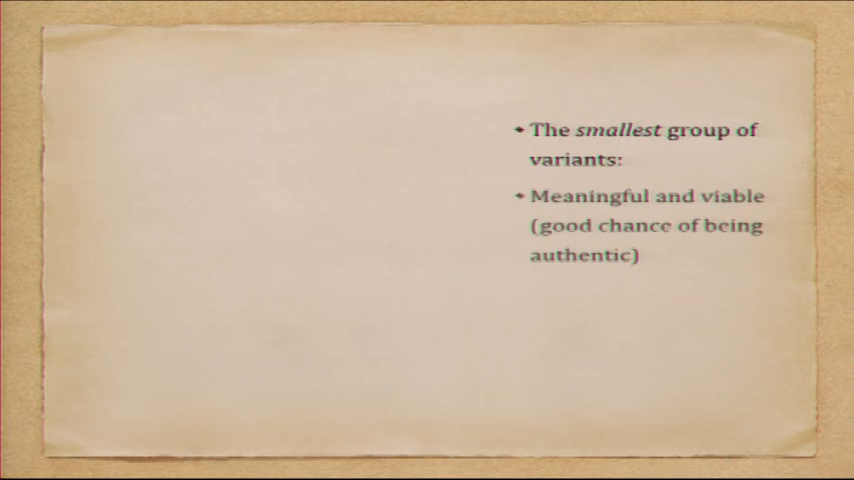 • The smallest group of
variants:
• Meaningful and viable
(good chance of being
authentic)